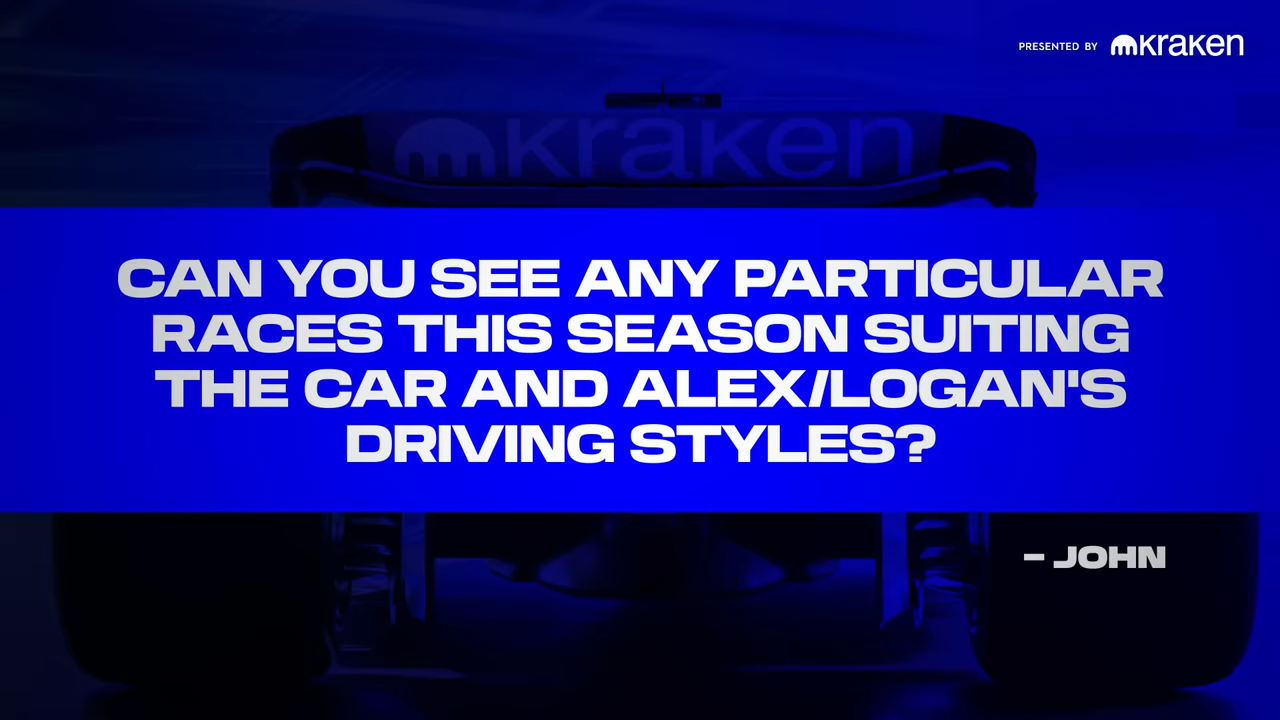 PRESENTED BY kraken
kraken
CAN YOU SEE ANY PARTICULAR
RACES THIS SEASON SUITING
THE CAR AND ALEX/LOGAN'S
DRIVING STYLES?
– JOHN